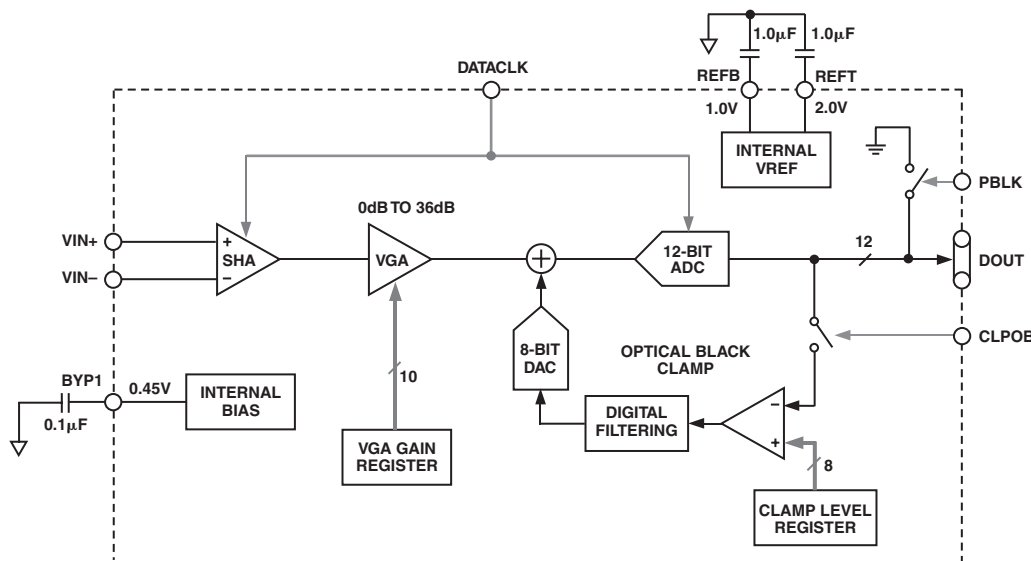 1.0µF
1.0µF
DATACLK
REFB
REFT
1.0V
2.0V
INTERNAL
VREF
PBLK
0dB TO 36dB
VIN+
+
SHA
–
VIN–
VGA
12-BIT
ADC
12
DOUT
8-BIT
DAC
CLPOB
OPTICAL BLACK
CLAMP
BYP1
0.45V
0.1µF
INTERNAL
BIAS
10
DIGITAL
FILTERING
–
+
VGA GAIN
REGISTER
8
CLAMP LEVEL
REGISTER